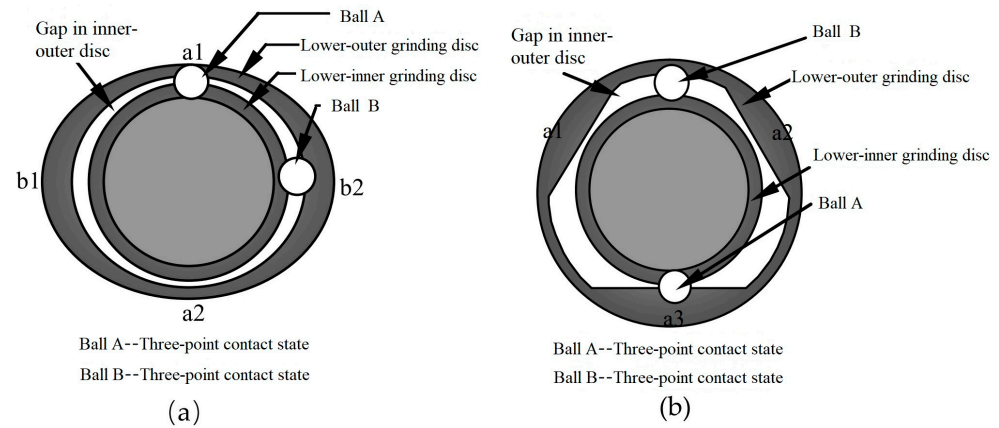 Gap in inner-
outer disc
Ball A
a1
Lower-outer grinding disc
Lower-inner grinding disc
Ball B
b1
b2
a2
Ball A--Three-point contact state
Ball B--Three-point contact state
(a)
Gap in inner-
outer disc
Ball B
Lower-outer grinding disc
a1
a2
Lower-inner grinding disc
Ball A
a3
Ball A--Three-point contact state
Ball B--Three-point contact state
(b)